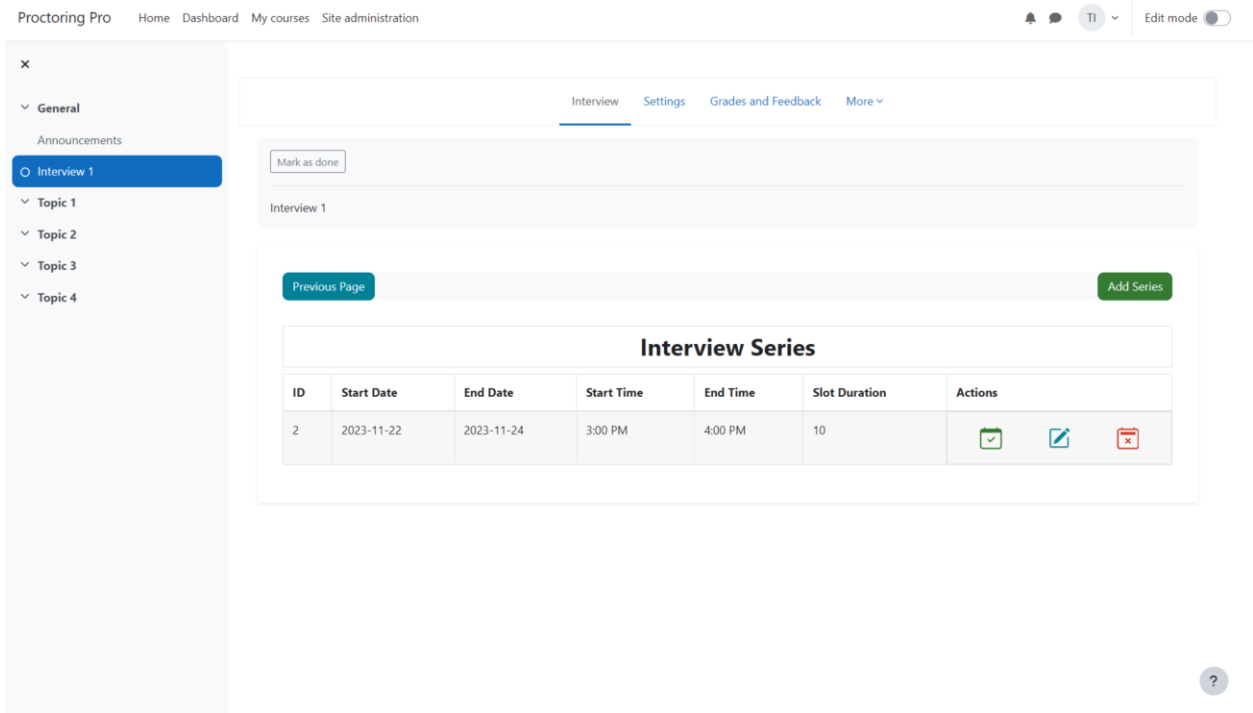 Proctoring Pro Home Dashboard My courses Site administration TI Edit mode
General
Announcements
Interview 1
Topic 1
Topic 2
Topic 3
Topic 4
Interview Settings Grades and Feedback More
Mark as done
Interview 1
Previous Page Add Series
Interview Series
ID Start Date End Date Start Time End Time Slot Duration Actions
2 2023-11-22 2023-11-24 3:00 PM 4:00 PM 10
?